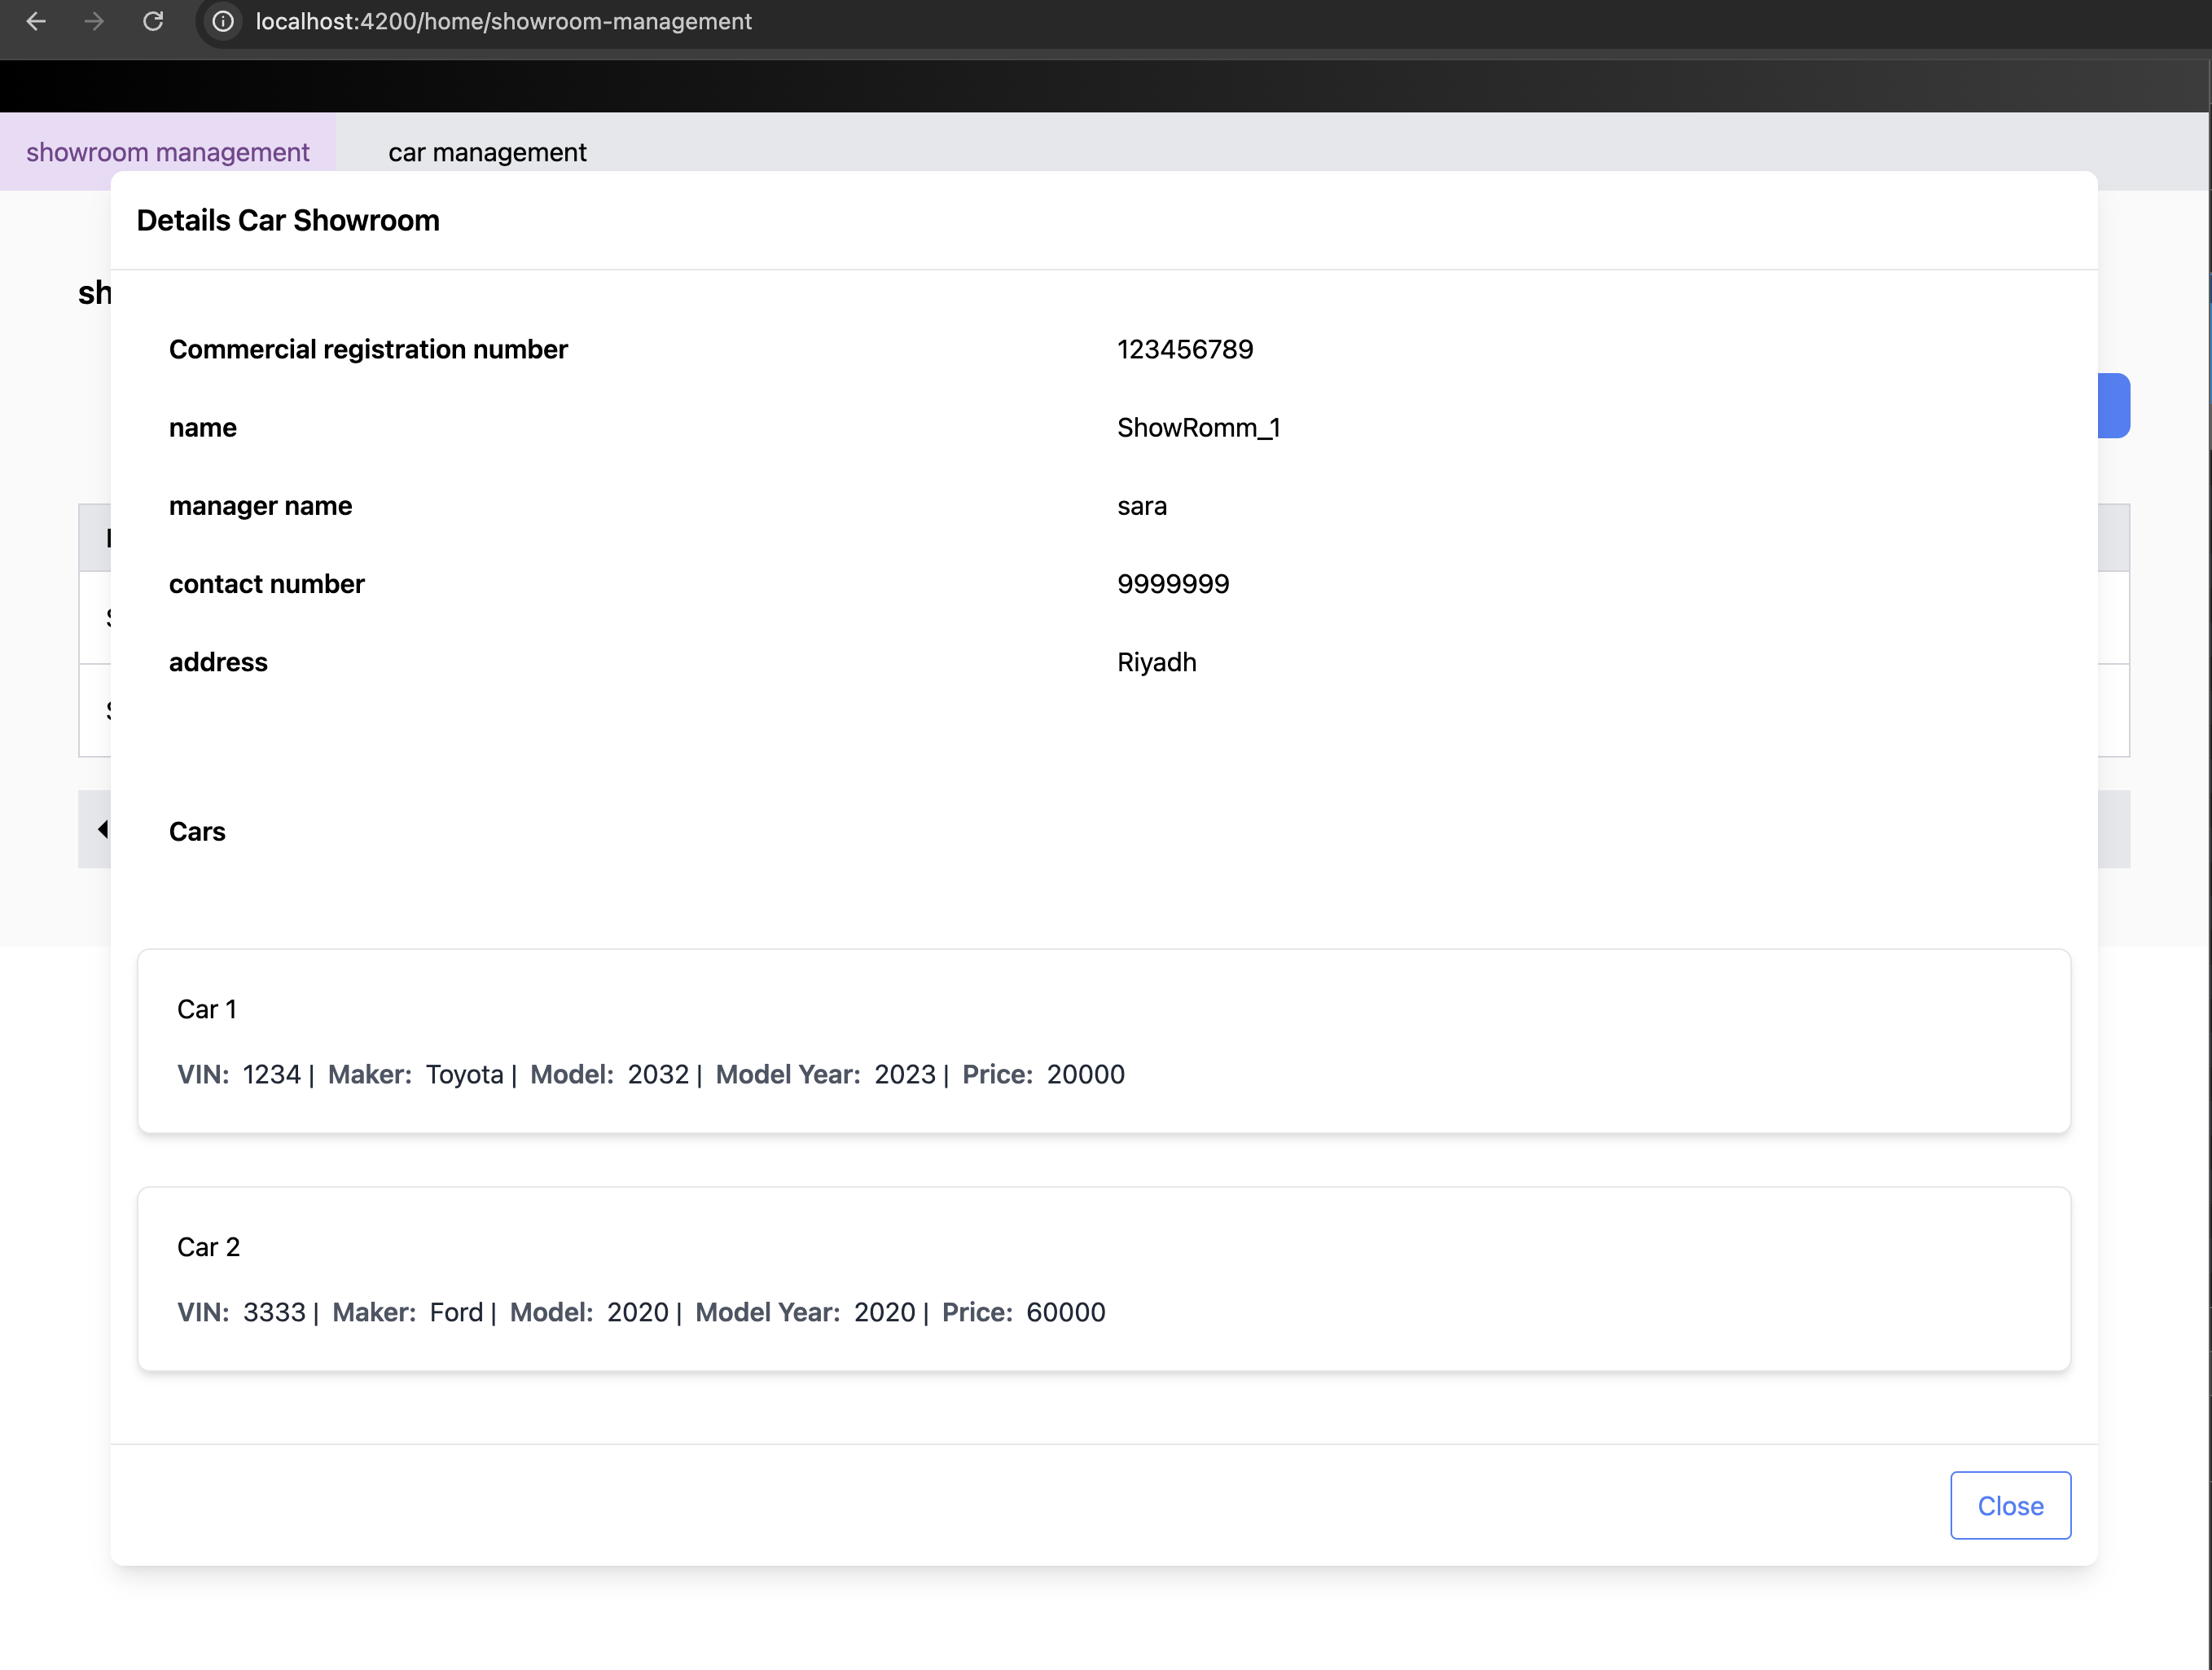 localhost:4200/home/showroom-management
showroom management car management
Details Car Showroom
sh
Commercial registration number 123456789
name ShowRomm_1
manager name sara
contact number 9999999
address Riyadh
Cars
Car 1
VIN: 1234 | Maker: Toyota | Model: 2032 | Model Year: 2023 | Price: 20000
Car 2
VIN: 3333 | Maker: Ford | Model: 2020 | Model Year: 2020 | Price: 60000
Close